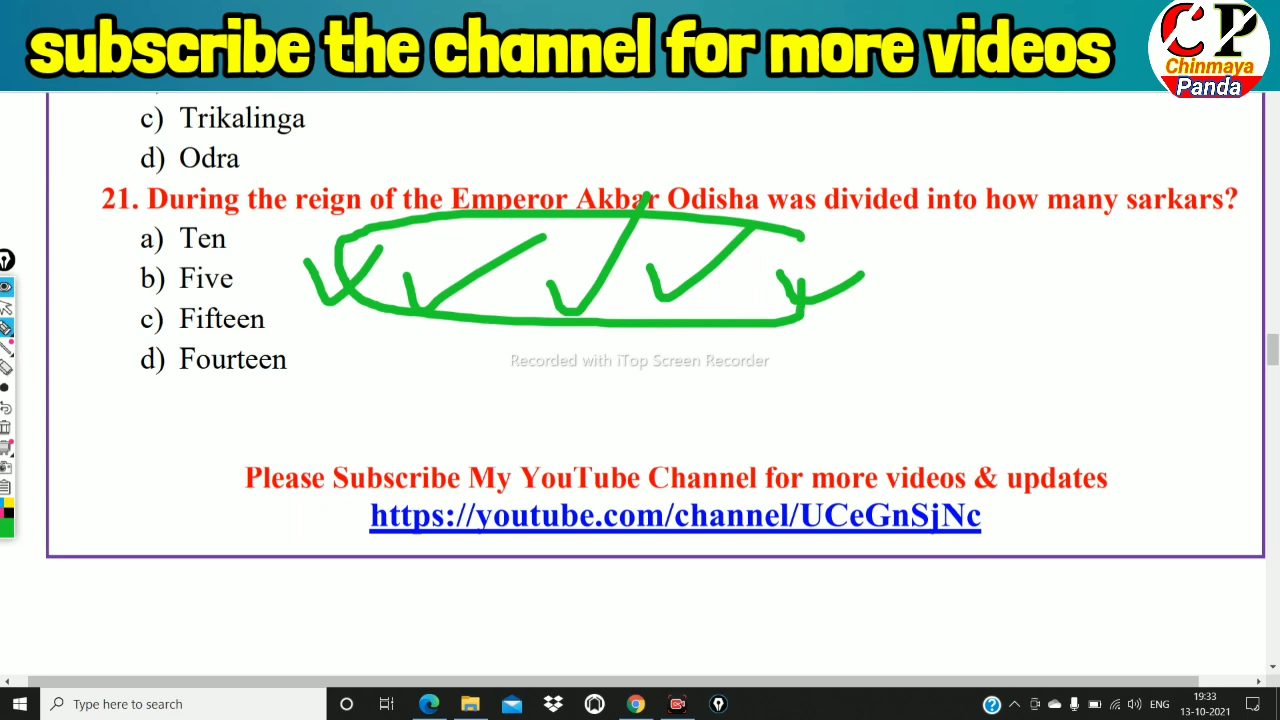 subscribe the channel for more videos
CP
Chinmaya
Panda
c) Trikalinga
d) Odra
21. During the reign of the Emperor Akbar Odisha was divided into how many sarkars?
a) Ten
b) Five
c) Fifteen
d) Fourteen
Recorded with iTop Screen Recorder
Please Subscribe My YouTube Channel for more videos & updates
https://youtube.com/channel/UCeGnSjNc
Type here to search
ENG
19:33
13-10-2021